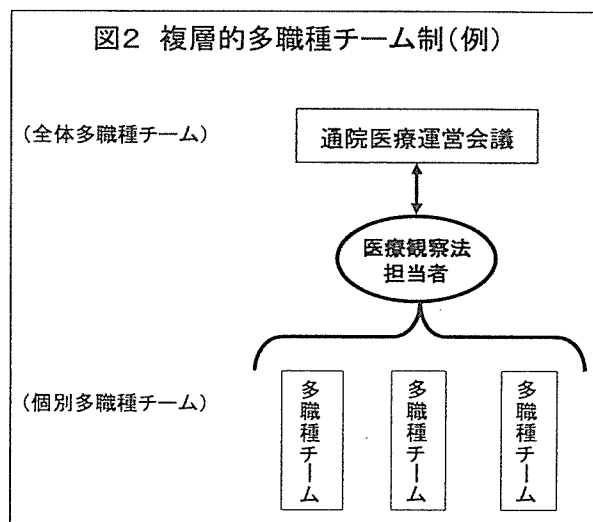 図2 複層的多職種チーム制(例)
(全体多職種チーム)
通院医療運営会議
医療観察法
担当者
(個別多職種チーム)
多職種チーム
多職種チーム
多職種チーム